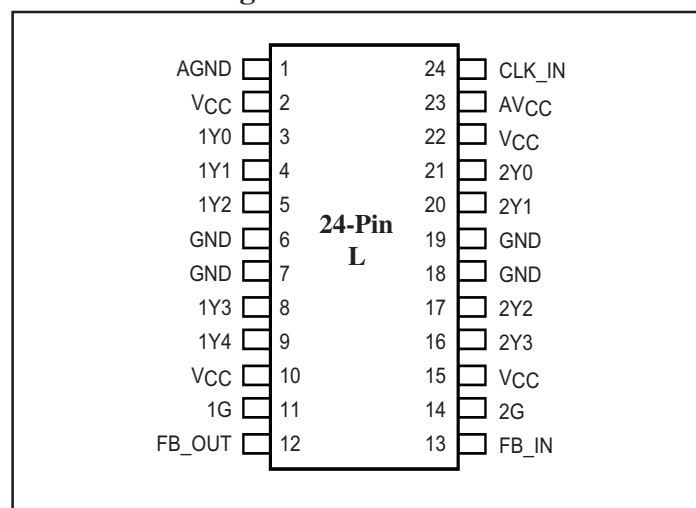 g
AGND 1 24 CLK_IN
VCC 2 23 AVCC
1Y0 3 22 VCC
1Y1 4 21 2Y0
1Y2 5 20 2Y1
24-Pin
GND 6 19 GND
L
GND 7 18 GND
1Y3 8 17 2Y2
1Y4 9 16 2Y3
VCC 10 15 VCC
1G 11 14 2G
FB_OUT 12 13 FB_IN